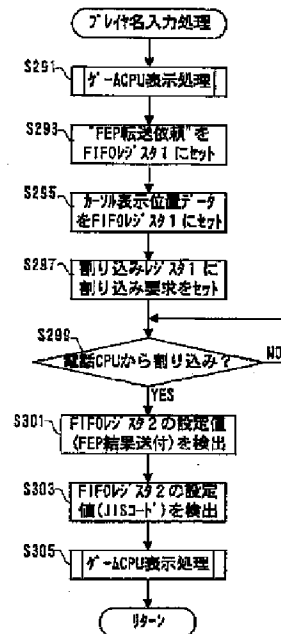 プレイヤ名入力処理
S291
ゲームCPU表示処理
S293
"FEP転送依頼"を
FIFOレジスタ1にセット
S295
カーソル表示位置データ
をFIFOレジスタ1にセット
S297
割り込みレジスタ1に
割り込み要求をセット
S299
電話CPUから割り込み?
NO
YES
S301
FIFOレジスタ2の設定値
(FEP結果送付)を検出
S303
FIFOレジスタ2の設定
値(JISコード)を検出
S305
ゲームCPU表示処理
リターン